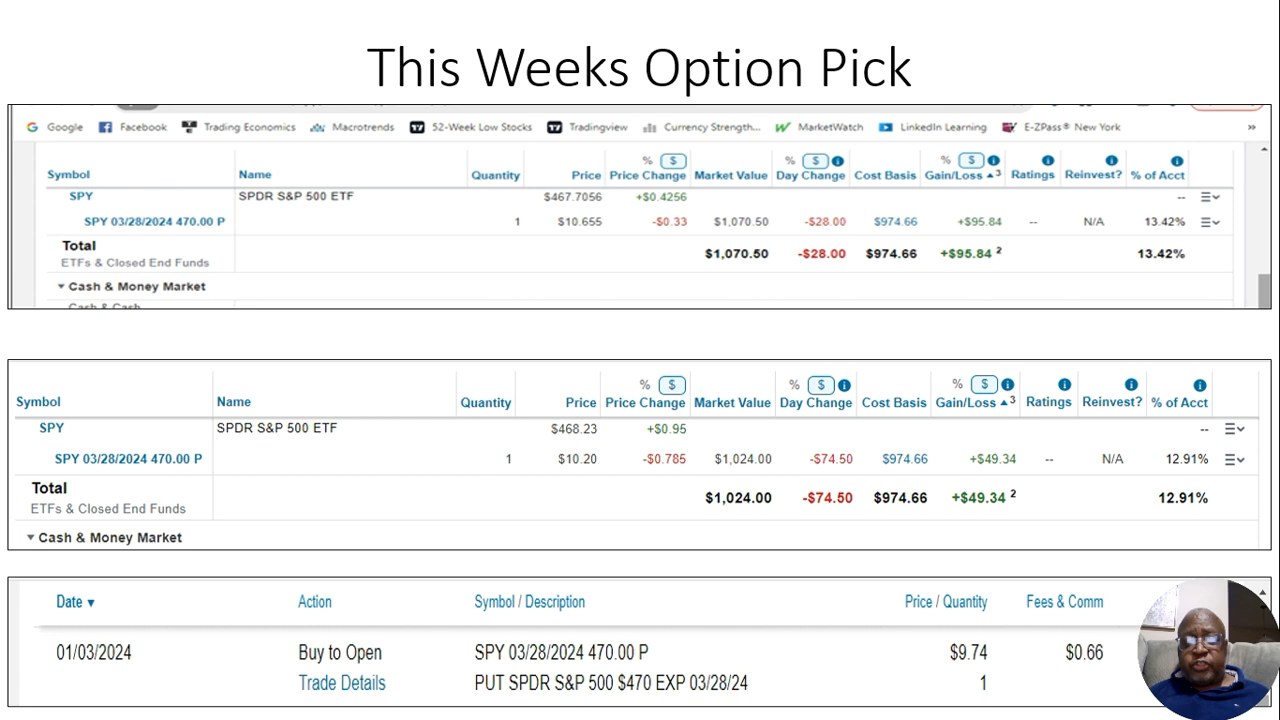 This Weeks Option Pick
Google Facebook Trading Economics Macrotrends 52-Week Low Stocks Tradingview Currency Strength... MarketWatch LinkedIn Learning E-ZPass® New York »
% $ % $ % $
Symbol Name Quantity Price Price Change Market Value Day Change Cost Basis Gain/Loss 3 Ratings Reinvest? % of Acct
SPY SPDR S&P 500 ETF $467.7056 +$0.4256 --
SPY 03/28/2024 470.00 P 1 $10.655 -$0.33 $1,070.50 -$28.00 $974.66 +$95.84 -- N/A 13.42%
Total $1,070.50 -$28.00 $974.66 +$95.84 2 13.42%
ETFs & Closed End Funds
Cash & Money Market
Cash & Cash
% $ % $ % $
Symbol Name Quantity Price Price Change Market Value Day Change Cost Basis Gain/Loss 3 Ratings Reinvest? % of Acct
SPY SPDR S&P 500 ETF $468.23 +$0.95 --
SPY 03/28/2024 470.00 P 1 $10.20 -$0.785 $1,024.00 -$74.50 $974.66 +$49.34 -- N/A 12.91%
Total $1,024.00 -$74.50 $974.66 +$49.34 2 12.91%
ETFs & Closed End Funds
Cash & Money Market
Date Action Symbol / Description Price / Quantity Fees & Comm
01/03/2024 Buy to Open SPY 03/28/2024 470.00 P $9.74 $0.66
Trade Details PUT SPDR S&P 500 $470 EXP 03/28/24 1